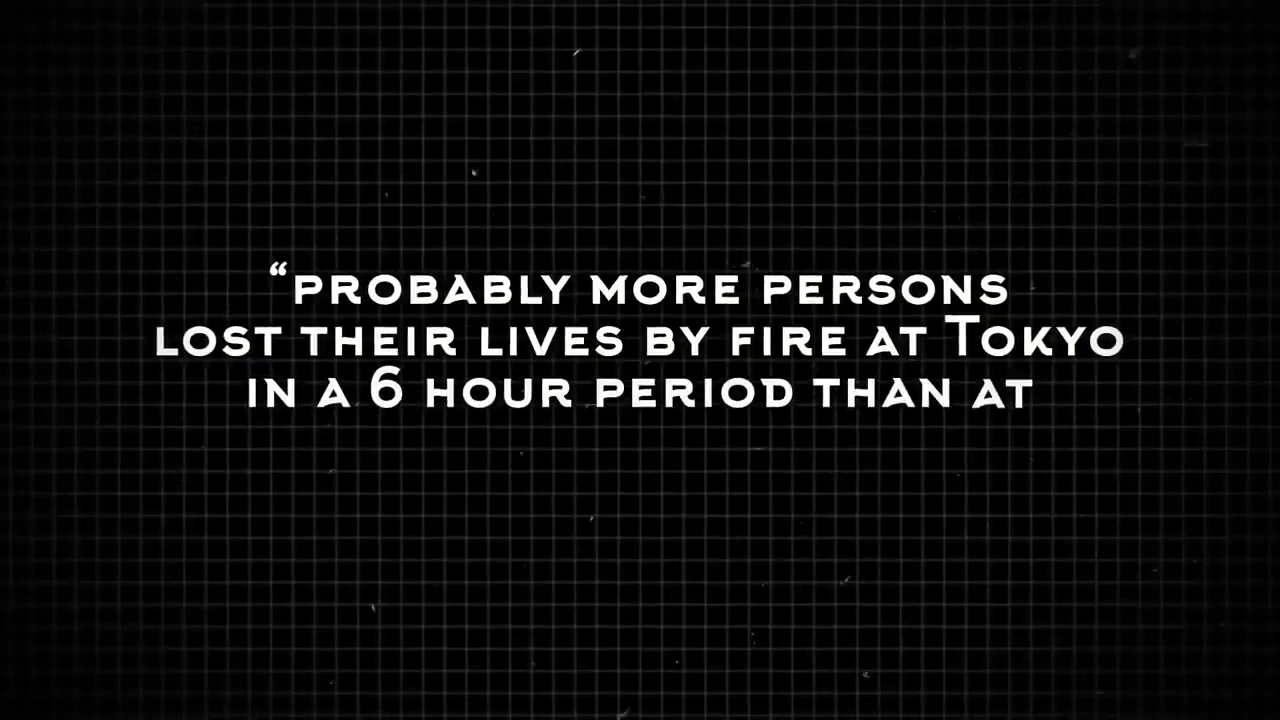 “PROBABLY MORE PERSONS
LOST THEIR LIVES BY FIRE AT TOKYO
IN A 6 HOUR PERIOD THAN AT